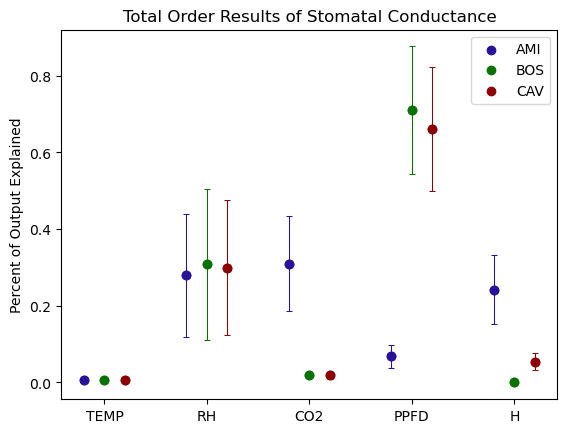 Total Order Results of Stomatal Conductance
AMI
BOS
CAV
Percent of Output Explained
0.8
0.6
0.4
0.2
0.0
TEMP RH CO2 PPFD H